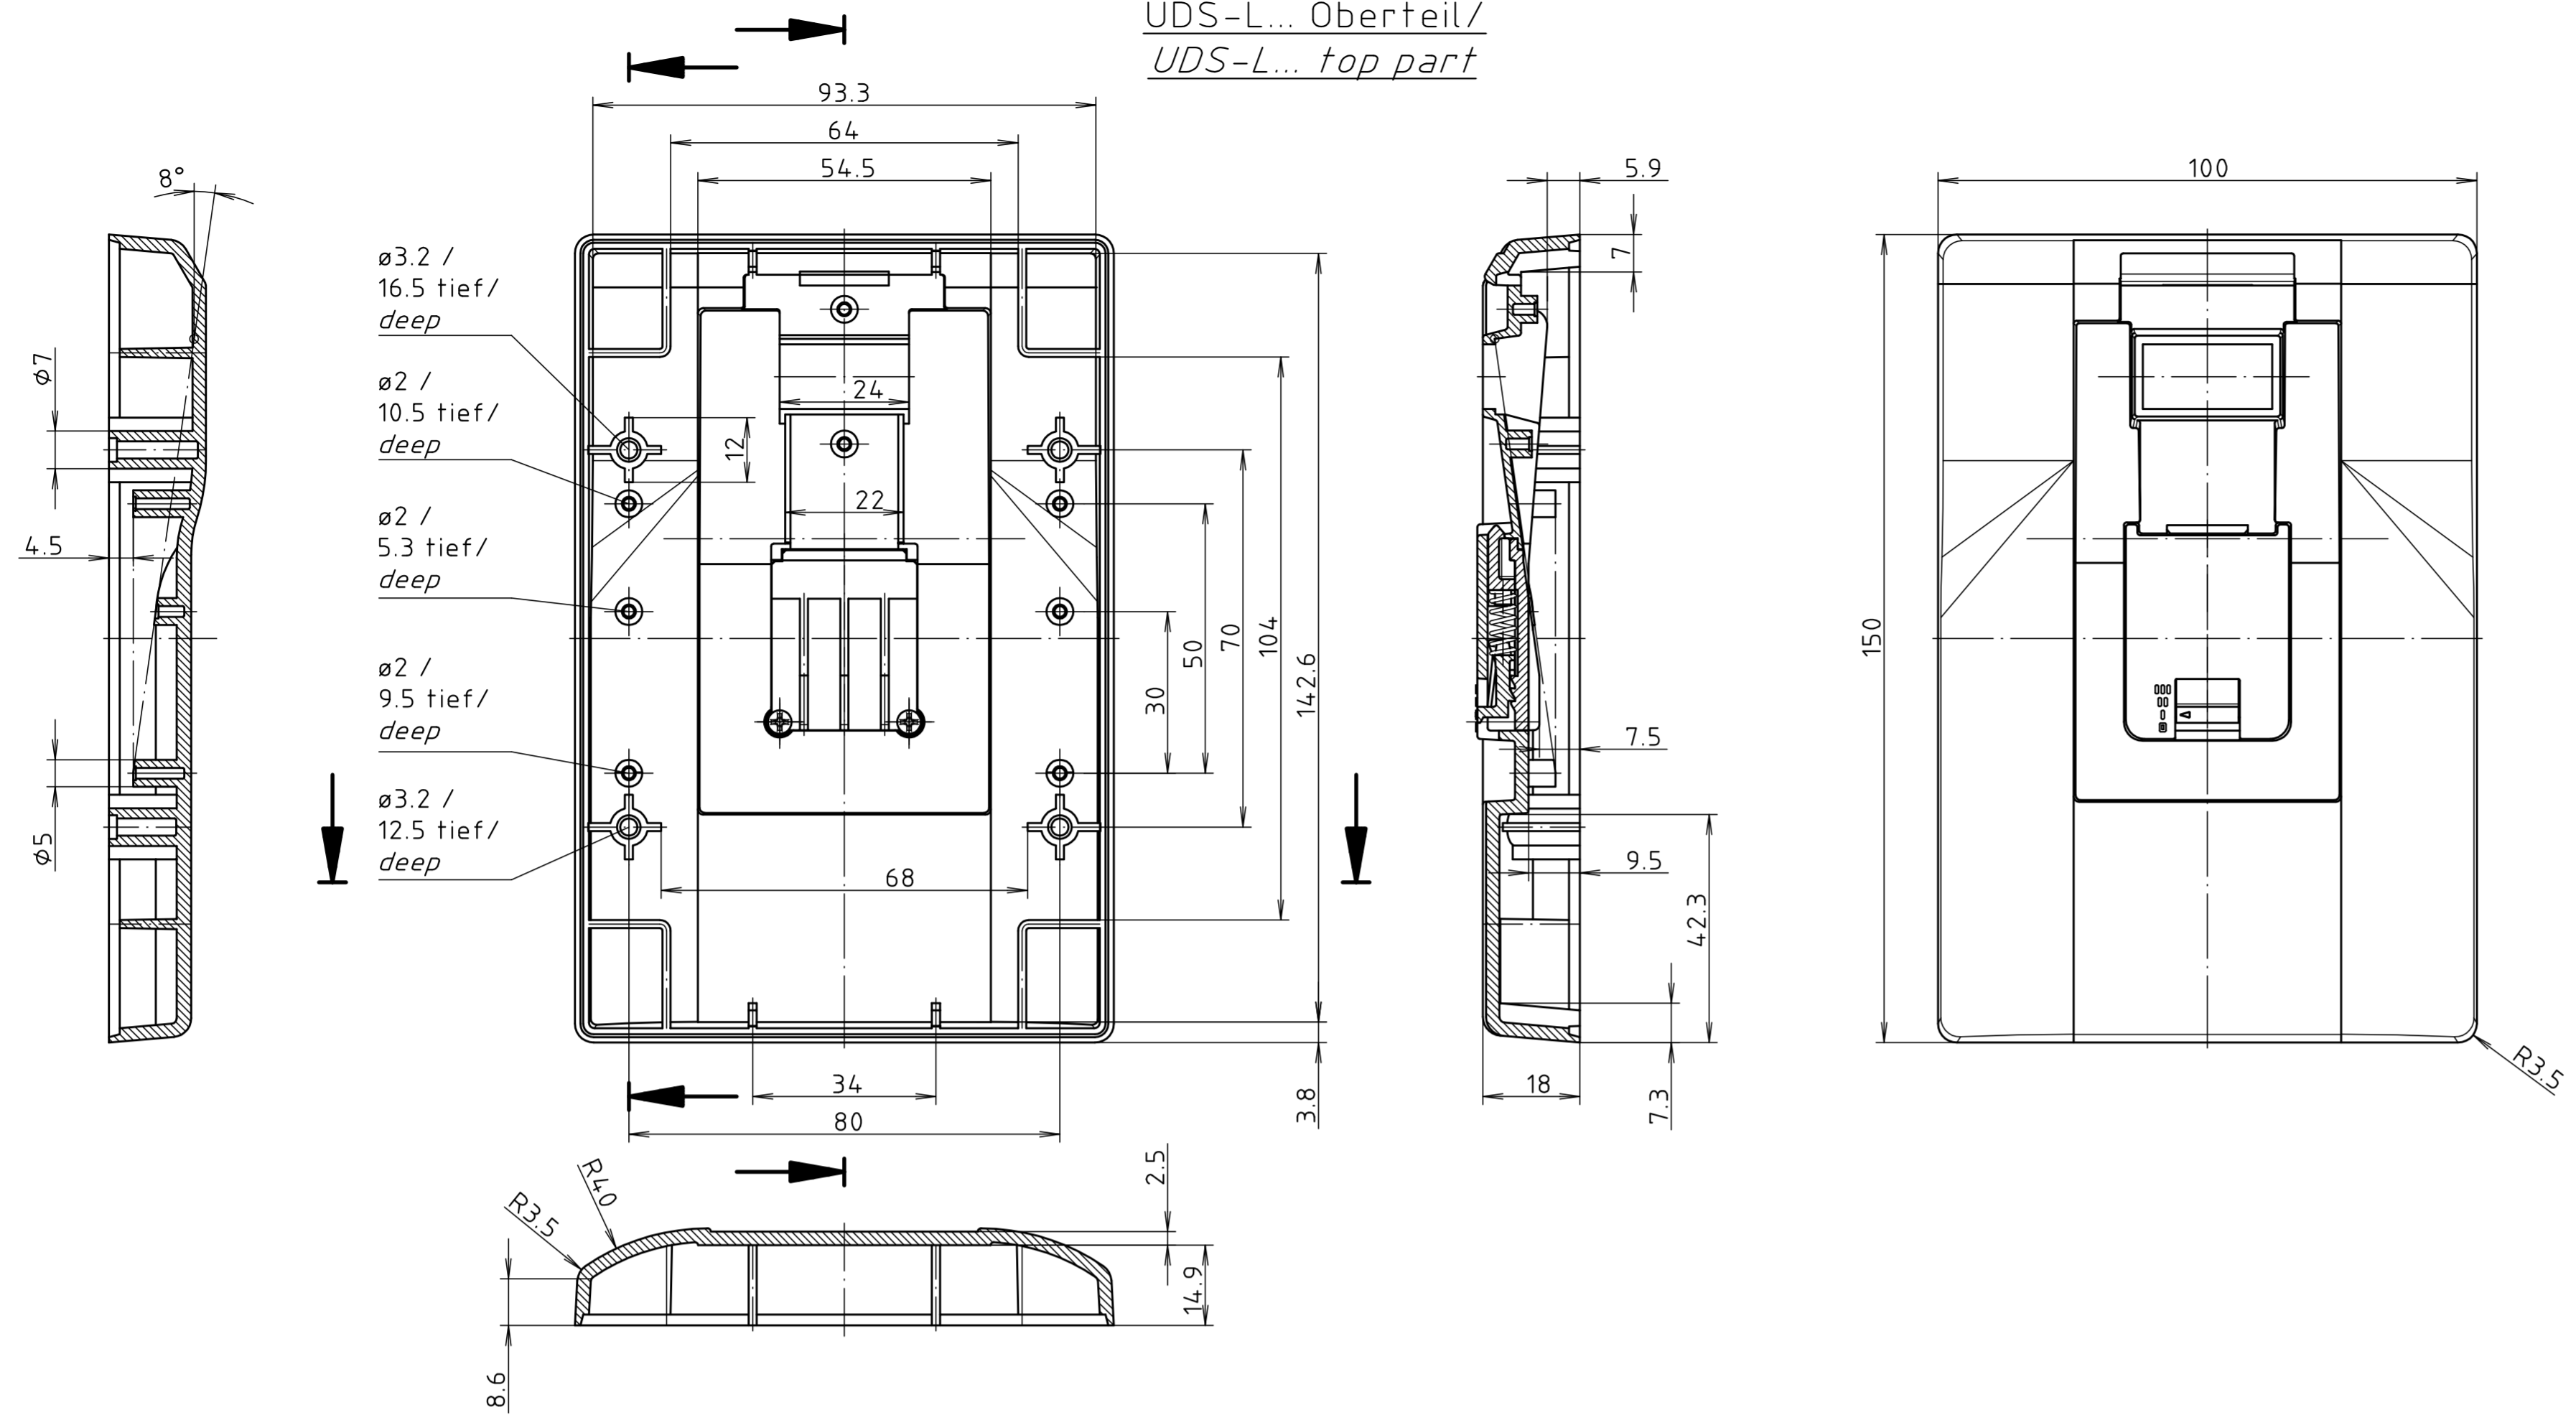 UDS-L... Oberteil/
UDS-L... top part
8°
ø7
4.5
ø5
93.3
64
54.5
ø3.2 /
16.5 tief/
deep
ø2 /
10.5 tief/
deep
ø2 /
5.3 tief/
deep
ø2 /
9.5 tief/
deep
ø3.2 /
12.5 tief/
deep
24
12
22
68
30
50
70
104
142.6
3.8
34
80
R3.5
R40
2.5
14.9
8.6
5.9
7
7.5
9.5
42.3
18
7.3
100
150
R3.5